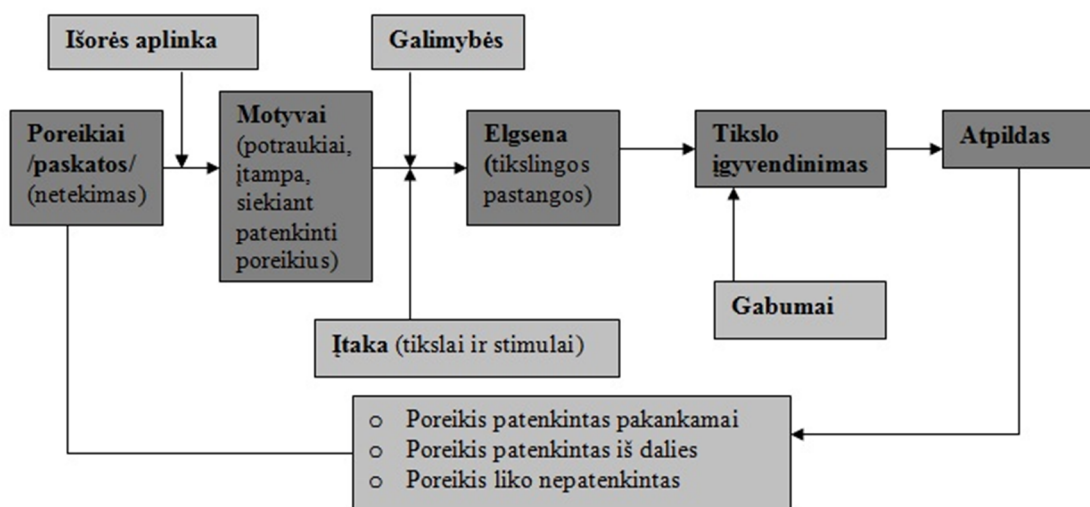 Išorės aplinka
Galimybės
Poreikiai
/paskatos/
(netekimas)
Motyvai
(potraukiai,
įtampa,
siekiant
patenkinti
poreikius)
Elgsena
(tikslingos
pastangos)
Tikslo
įgyvendinimas
Atpildas
Gabumai
Įtaka (tikslai ir stimulai)
o Poreikis patenkintas pakankamai
o Poreikis patenkintas iš dalies
o Poreikis liko nepatenkintas